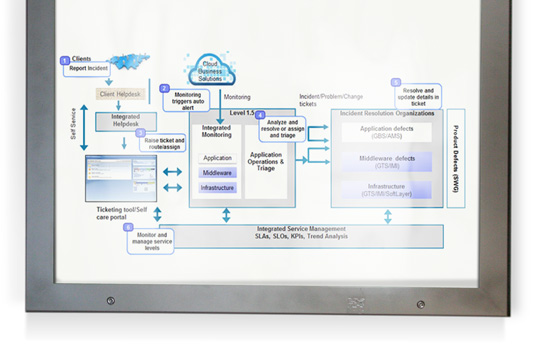 1
Clients
Report Incident
Client Helpdesk
Integrated
Helpdesk
Self Service
3
Raise ticket and
route/assign
Ticketing tool/Self
care portal
Cloud
Business
Solutions
2
Monitoring
triggers auto
alert
Monitoring
Level 1.5
Integrated
Monitoring
Application
Middleware
Infrastructure
4
Analyze and
resolve or assign
and triage
Application
Operations &
Triage
Incident/Problem/Change
tickets
5
Resolve and
update details in
ticket
Incident Resolution Organizations
Application defects
(GBS/AMS)
Middleware defects
(GTS/IMI)
Infrastructure
(GTS/IMI/SoftLayer)
Product Defects (SWG)
6
Monitor and
manage service
levels
Integrated Service Management
SLAs, SLOs, KPIs, Trend Analysis